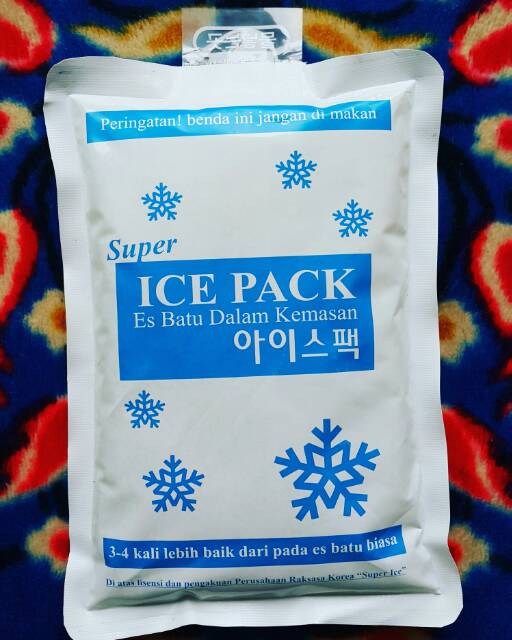 Peringatan! benda ini jangan di makan
Super
ICE PACK
Es Batu Dalam Kemasan
아이스팩
3-4 kali lebih baik dari pada es batu biasa
Di atas lisensi dan pengakuan Perusahaan Raksasa Korea "Super Ice"